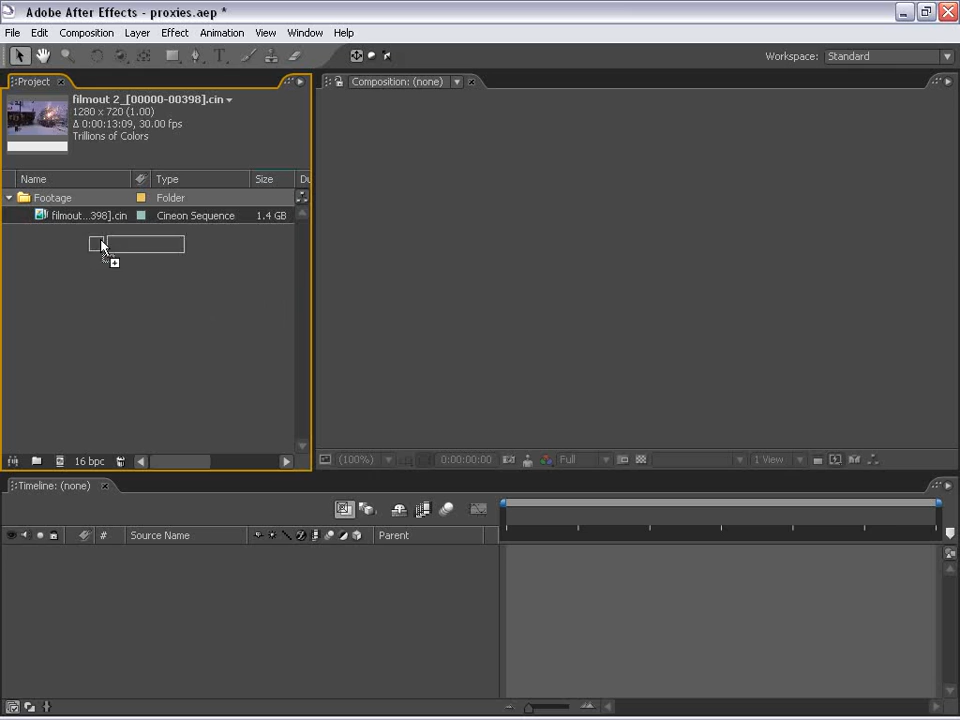 Adobe After Effects - proxies.aep *
File Edit Composition Layer Effect Animation View Window Help
Workspace: Standard
Project
Composition: (none)
filmout 2_[00000-00398].cin
1280 x 720 (1.00)
Δ 0:00:13:09, 30.00 fps
Trillions of Colors
Name Type Size Du
Footage Folder
filmout...398].cin Cineon Sequence 1.4 GB
16 bpc
(100%) 0:00:00:00 Full 1 View
Timeline: (none)
# Source Name Parent